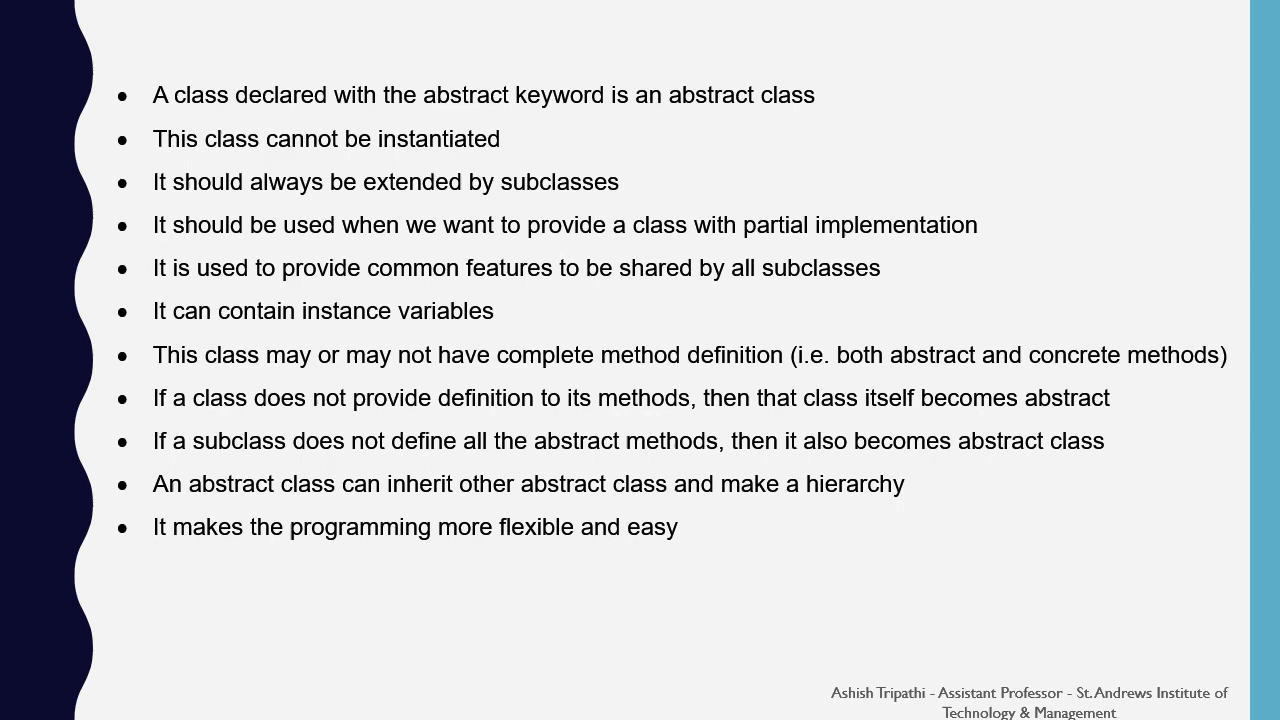 • A class declared with the abstract keyword is an abstract class
• This class cannot be instantiated
• It should always be extended by subclasses
• It should be used when we want to provide a class with partial implementation
• It is used to provide common features to be shared by all subclasses
• It can contain instance variables
• This class may or may not have complete method definition (i.e. both abstract and concrete methods)
• If a class does not provide definition to its methods, then that class itself becomes abstract
• If a subclass does not define all the abstract methods, then it also becomes abstract class
• An abstract class can inherit other abstract class and make a hierarchy
• It makes the programming more flexible and easy
Ashish Tripathi - Assistant Professor - St. Andrews Institute of
Technology & Management